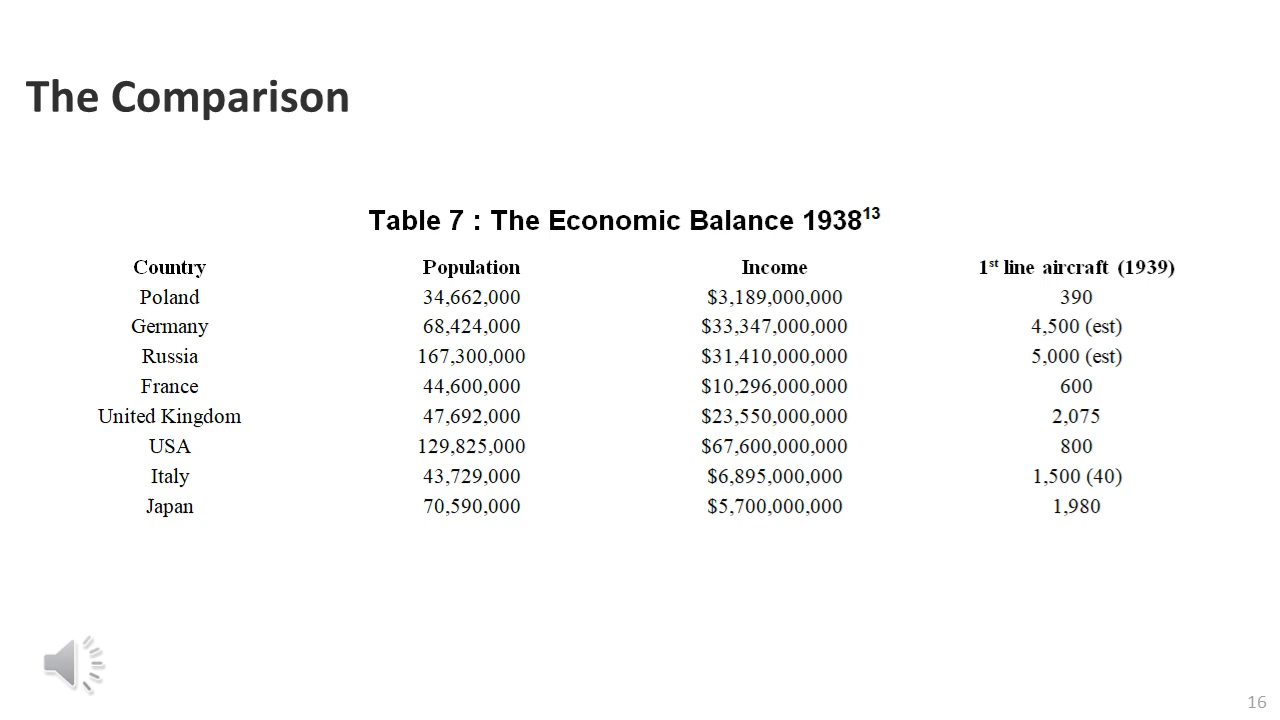 The Comparison
Table 7 : The Economic Balance 1938¹³
Country Population Income 1st line aircraft (1939)
Poland 34,662,000 $3,189,000,000 390
Germany 68,424,000 $33,347,000,000 4,500 (est)
Russia 167,300,000 $31,410,000,000 5,000 (est)
France 44,600,000 $10,296,000,000 600
United Kingdom 47,692,000 $23,550,000,000 2,075
USA 129,825,000 $67,600,000,000 800
Italy 43,729,000 $6,895,000,000 1,500 (40)
Japan 70,590,000 $5,700,000,000 1,980
16